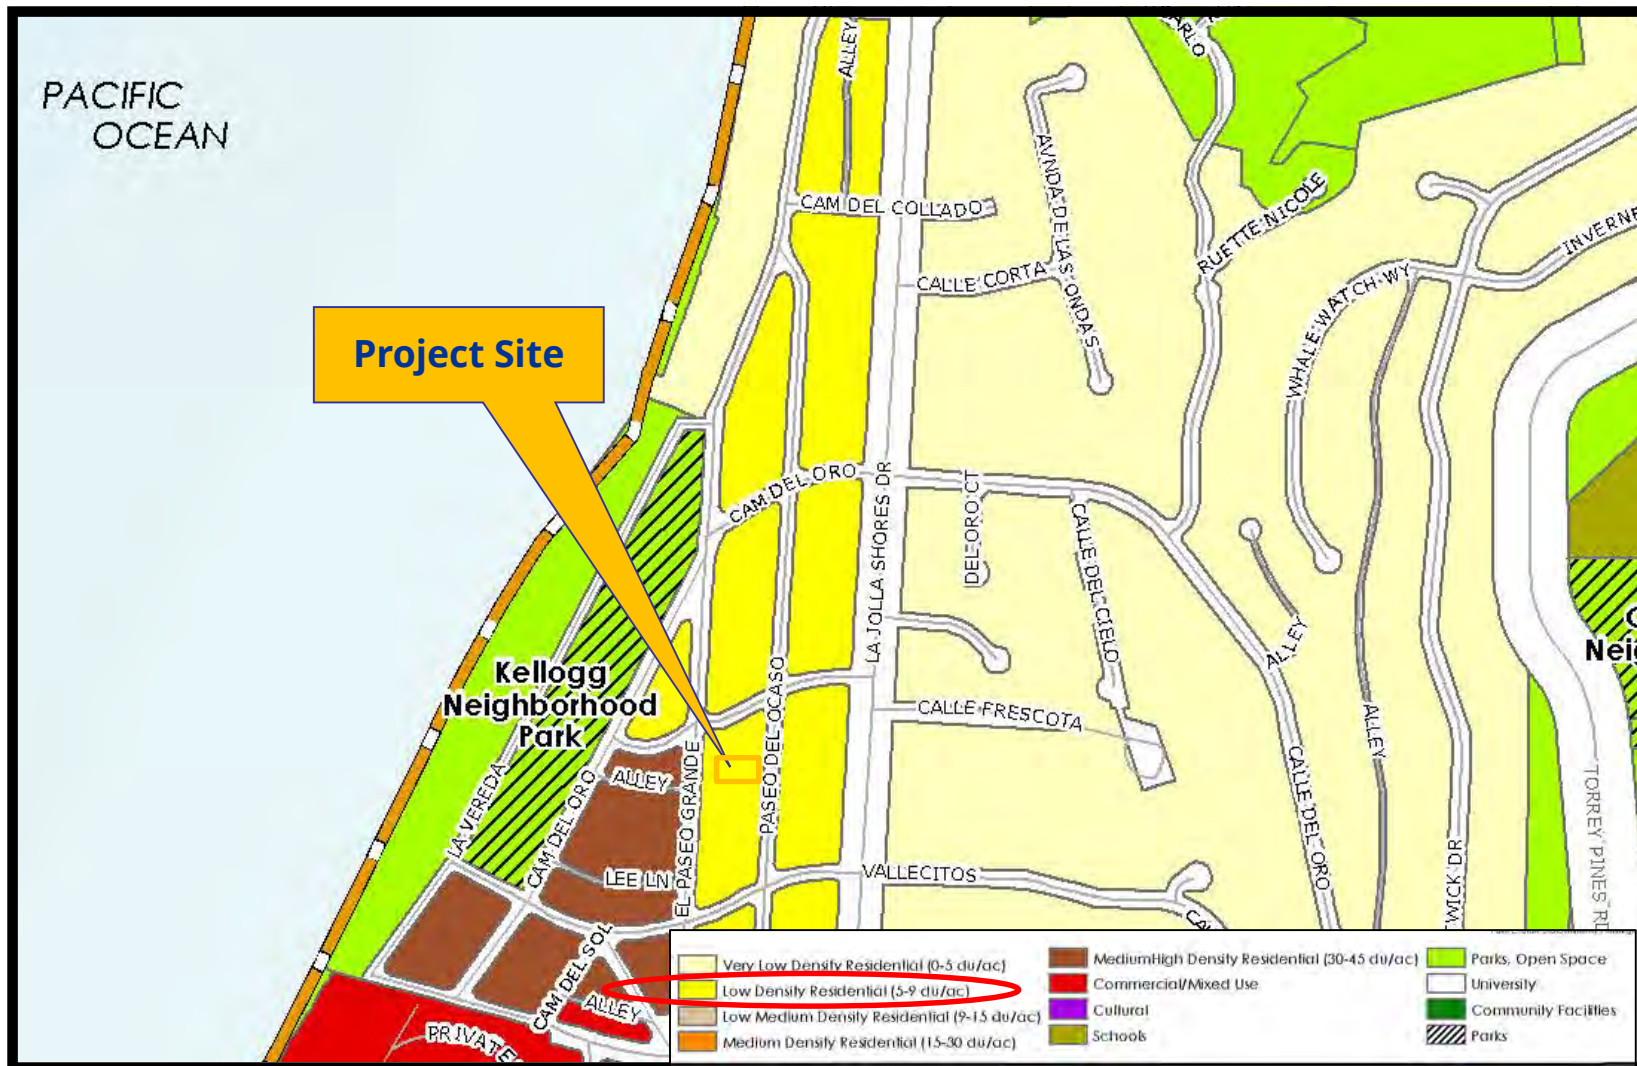 PACIFIC
OCEAN
ALLEY
CAM DEL COLLADO
AVNDA DE LAS ONDAS
CALLE CORTA
RUETTE NICOLE
WHALE WATCH WY
Project Site
CAM DEL ORO
LA JOLLA SHORES DR
DEL ORO CT
CALLE DEL CIELO
ALLEY
ALLEY
Kellogg
Neighborhood
Park
PASEO DEL OCASO
CALLE FRESCOTA
LA VEREDA
CAM DEL ORO
ALLEY
EL PASEO GRANDE
LEE LN
VALLECITOS
CALLE DEL ORO
TORREY PINES RD
WICK DR
CAM DEL SOL
ALLEY
PRIVATE
Very Low Density Residential (0-5 du/ac)
Low Density Residential (5-9 du/ac)
Low Medium Density Residential (9-15 du/ac)
Medium Density Residential (15-30 du/ac)
MediumHigh Density Residential (30-45 du/ac)
Commercial/Mixed Use
Cultural
Schools
Parks, Open Space
University
Community Facilities
Parks